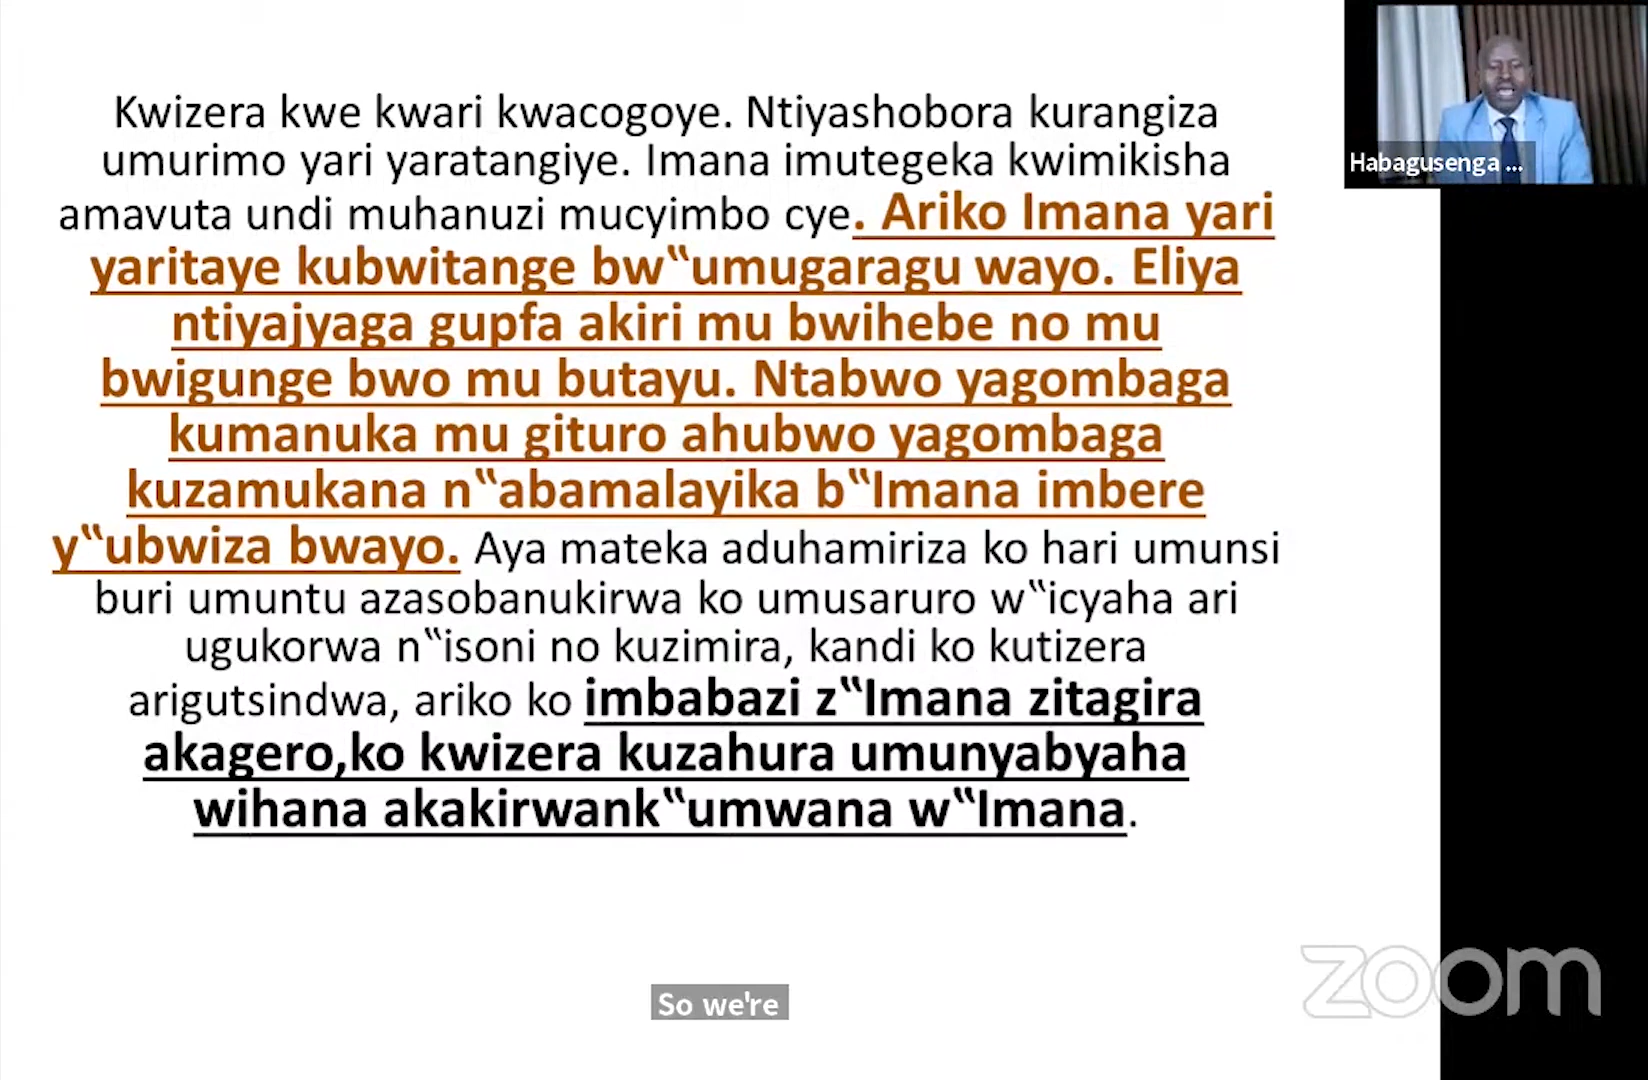 Kwizera kwe kwari kwacogoye. Ntiyashobora kurangiza
umurimo yari yaratangiye. Imana imutegeka kwimikisha
amavuta undi muhanuzi mucyimbo cye. Ariko Imana yari
yaritaye kubwitange bw‟umugaragu wayo. Eliya
ntiyajyaga gupfa akiri mu bwihebe no mu
bwigunge bwo mu butayu. Ntabwo yagombaga
kumanuka mu gituro ahubwo yagombaga
kuzamukana n‟abamalayika b‟Imana imbere
y‟ubwiza bwayo. Aya mateka aduhamiriza ko hari umunsi
buri umuntu azasobanukirwa ko umusaruro w‟icyaha ari
ugukorwa n‟isoni no kuzimira, kandi ko kutizera
arigutsindwa, ariko ko imbabazi z‟Imana zitagira
akagero,ko kwizera kuzahura umunyabyaha
wihana akakirwank‟umwana w‟Imana.
Habagusenga ...
So we're
zoom